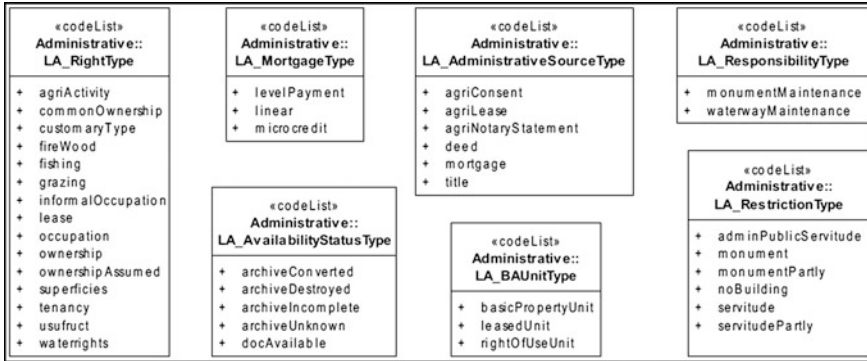 «codeList»
Administrative::
LA_RightType
+ agriActivity
+ commonOwnership
+ customaryType
+ fireWood
+ fishing
+ grazing
+ informalOccupation
+ lease
+ occupation
+ ownership
+ ownershipAssumed
+ superficies
+ tenancy
+ usufruct
+ waterrights
«codeList»
Administrative::
LA_MortgageType
+ levelPayment
+ linear
+ microcredit
«codeList»
Administrative::
LA_AdministrativeSourceType
+ agriConsent
+ agriLease
+ agriNotaryStatement
+ deed
+ mortgage
+ title
«codeList»
Administrative::
LA_ResponsibilityType
+ monumentMaintenance
+ waterwayMaintenance
«codeList»
Administrative::
LA_AvailabilityStatusType
+ archiveConverted
+ archiveDestroyed
+ archiveIncomplete
+ archiveUnknown
+ docAvailable
«codeList»
Administrative::
LA_BAUnitType
+ basicPropertyUnit
+ leasedUnit
+ rightOfUseUnit
«codeList»
Administrative::
LA_RestrictionType
+ adminPublicServitude
+ monument
+ monumentPartly
+ noBuilding
+ servitude
+ servitudePartly